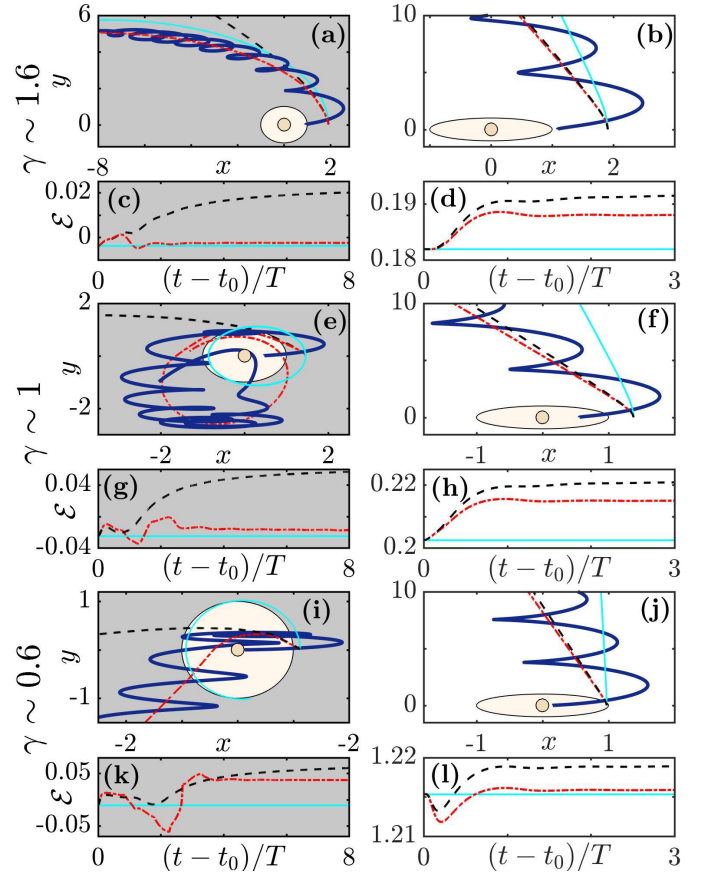 6
(a)
y
0
-8
x
2
10
(b)
0
0
x
2
γ ∼ 1.6
0.02
(c)
ℰ
0
0
(t − t₀)/T
8
0.19
(d)
0.18
0
(t − t₀)/T
3
2
(e)
y
-2
-2
x
2
10
(f)
0
-1
x
1
γ ∼ 1
0.04
(g)
ℰ
-0.04
0
(t − t₀)/T
8
0.22
(h)
0.2
0
(t − t₀)/T
3
1
(i)
y
-1
-2
x
-2
10
(j)
0
-1
x
1
γ ∼ 0.6
0.05
(k)
ℰ
-0.05
0
(t − t₀)/T
8
1.22
(l)
1.21
0
(t − t₀)/T
3